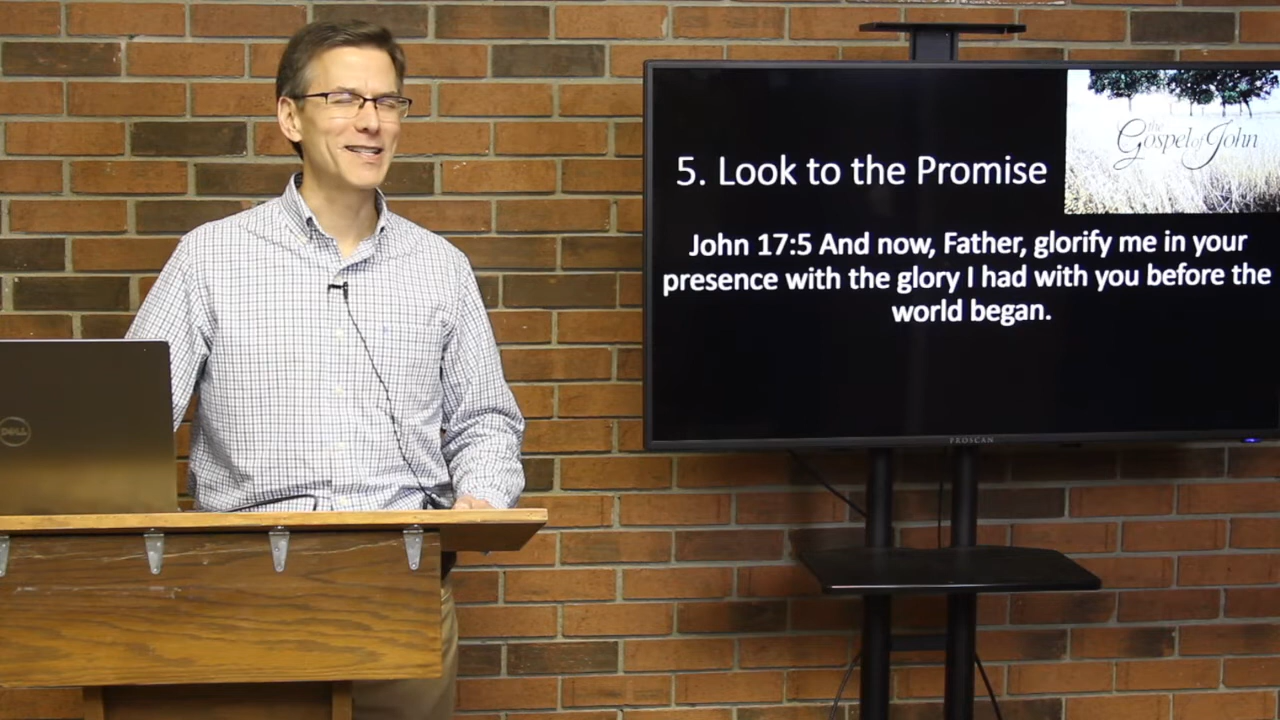 the
Gospel of John
5. Look to the Promise
John 17:5 And now, Father, glorify me in your
presence with the glory I had with you before the
world began.
PROSCAN
DELL